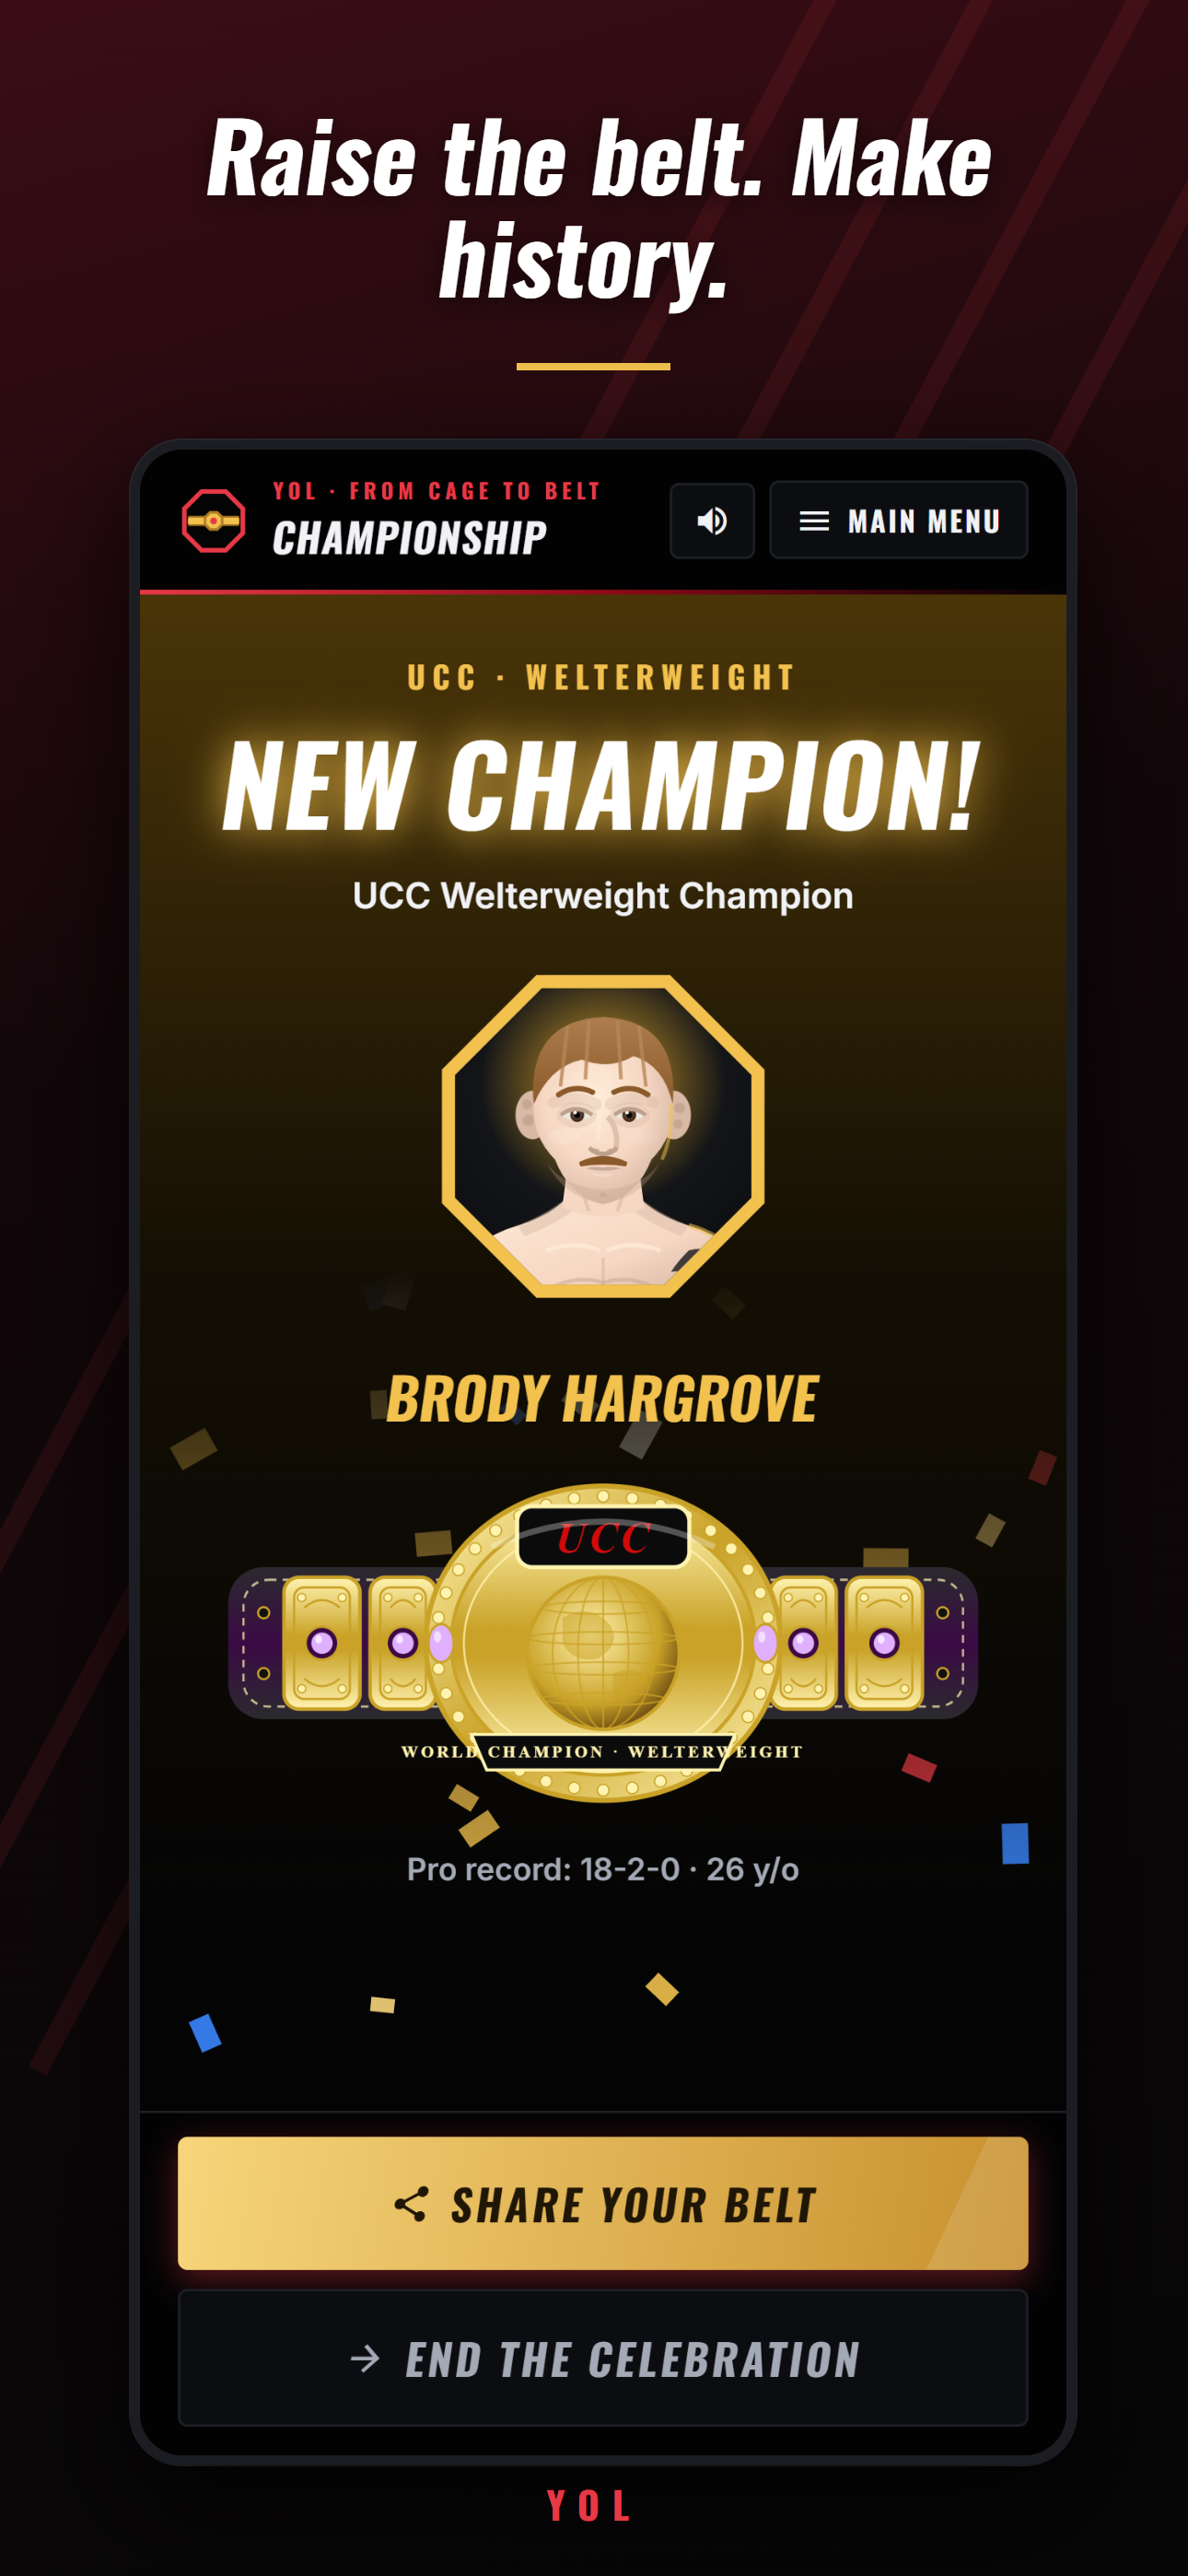 Raise the belt. Make
history.
YOL · FROM CAGE TO BELT
CHAMPIONSHIP
MAIN MENU
UCC · WELTERWEIGHT
NEW CHAMPION!
UCC Welterweight Champion
BRODY HARGROVE
UCC
WORLD CHAMPION · WELTERWEIGHT
Pro record: 18-2-0 · 26 y/o
SHARE YOUR BELT
END THE CELEBRATION
YOL